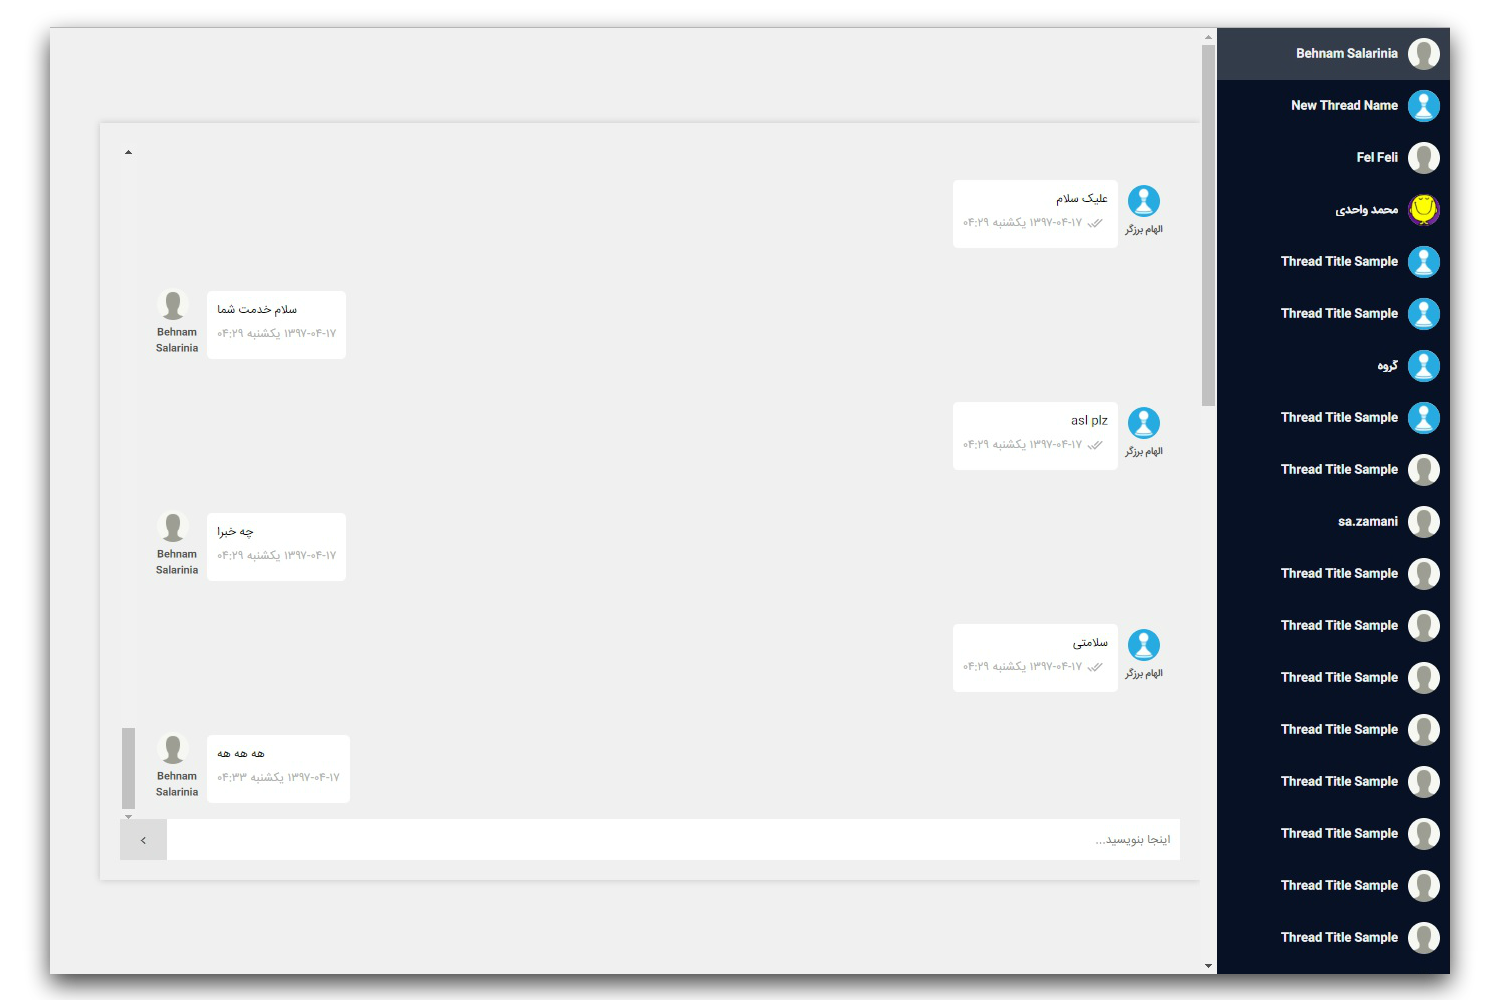 Behnam Salarinia
New Thread Name
Fel Feli
محمد واحدی
Thread Title Sample
Thread Title Sample
گروه
Thread Title Sample
Thread Title Sample
sa.zamani
Thread Title Sample
Thread Title Sample
Thread Title Sample
Thread Title Sample
Thread Title Sample
Thread Title Sample
Thread Title Sample
Thread Title Sample
علیک سلام
۱۳۹۷-۰۴-۱۷ یکشنبه ۰۴:۲۹
الهام برزگر
سلام خدمت شما
۱۳۹۷-۰۴-۱۷ یکشنبه ۰۴:۲۹
Behnam
Salarinia
asl plz
۱۳۹۷-۰۴-۱۷ یکشنبه ۰۴:۲۹
الهام برزگر
چه خبرا
۱۳۹۷-۰۴-۱۷ یکشنبه ۰۴:۲۹
Behnam
Salarinia
سلامتی
۱۳۹۷-۰۴-۱۷ یکشنبه ۰۴:۲۹
الهام برزگر
هه هه هه
۱۳۹۷-۰۴-۱۷ یکشنبه ۰۴:۳۳
Behnam
Salarinia
اینجا بنویسید...